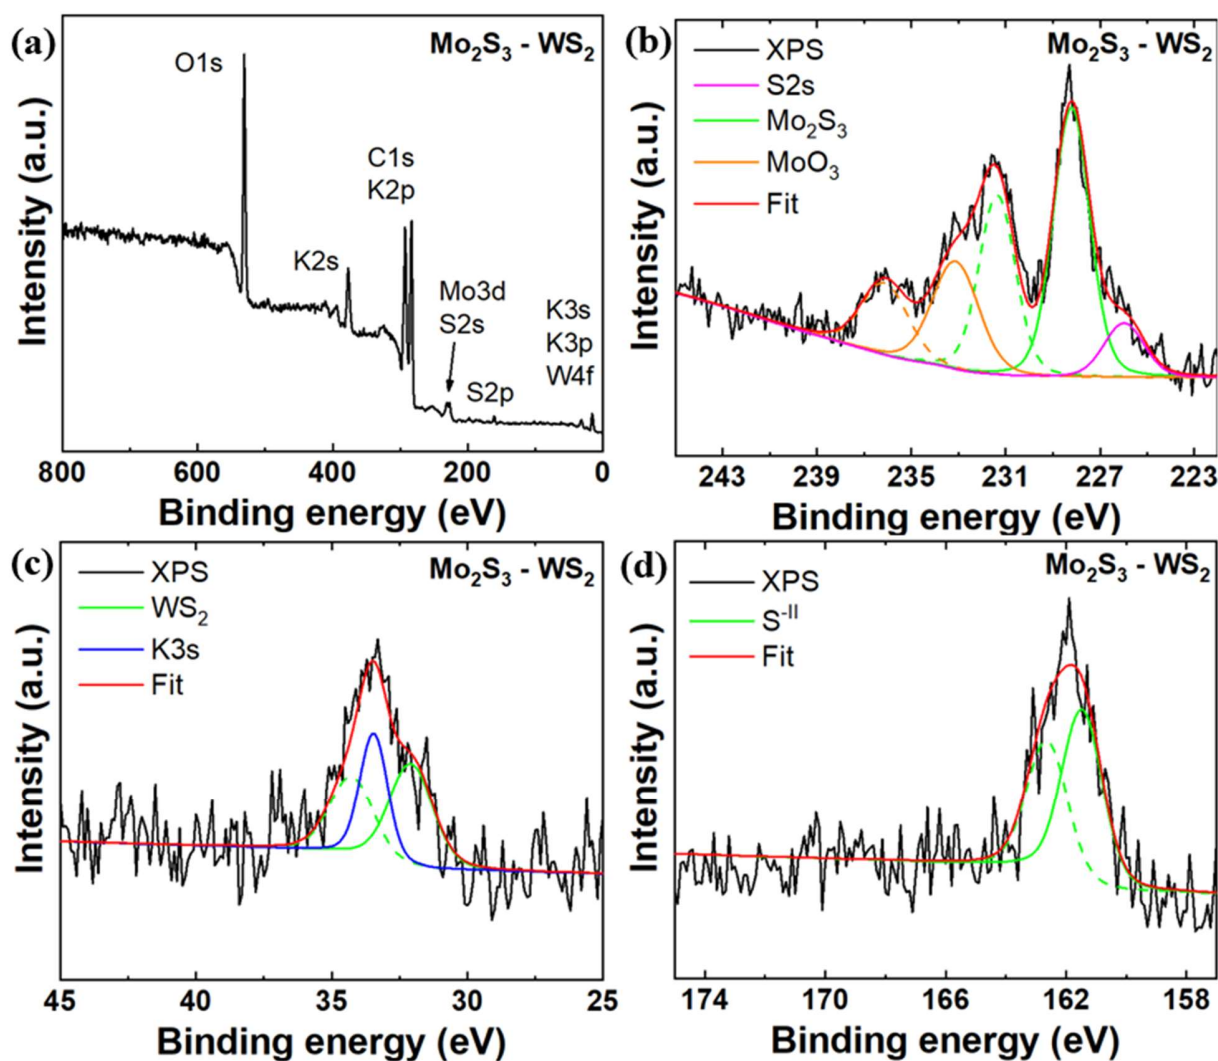 (a)
Mo₂S₃ - WS₂
O1s
C1s
K2p
K2s
Mo3d
S2s
S2p
K3s
K3p
W4f
Intensity (a.u.)
800 600 400 200 0
Binding energy (eV)
(b)
Mo₂S₃ - WS₂
XPS
S2s
Mo₂S₃
MoO₃
Fit
Intensity (a.u.)
243 239 235 231 227 223
Binding energy (eV)
(c)
Mo₂S₃ - WS₂
XPS
WS₂
K3s
Fit
Intensity (a.u.)
45 40 35 30 25
Binding energy (eV)
(d)
Mo₂S₃ - WS₂
XPS
S⁻ᴵᴵ
Fit
Intensity (a.u.)
174 170 166 162 158
Binding energy (eV)